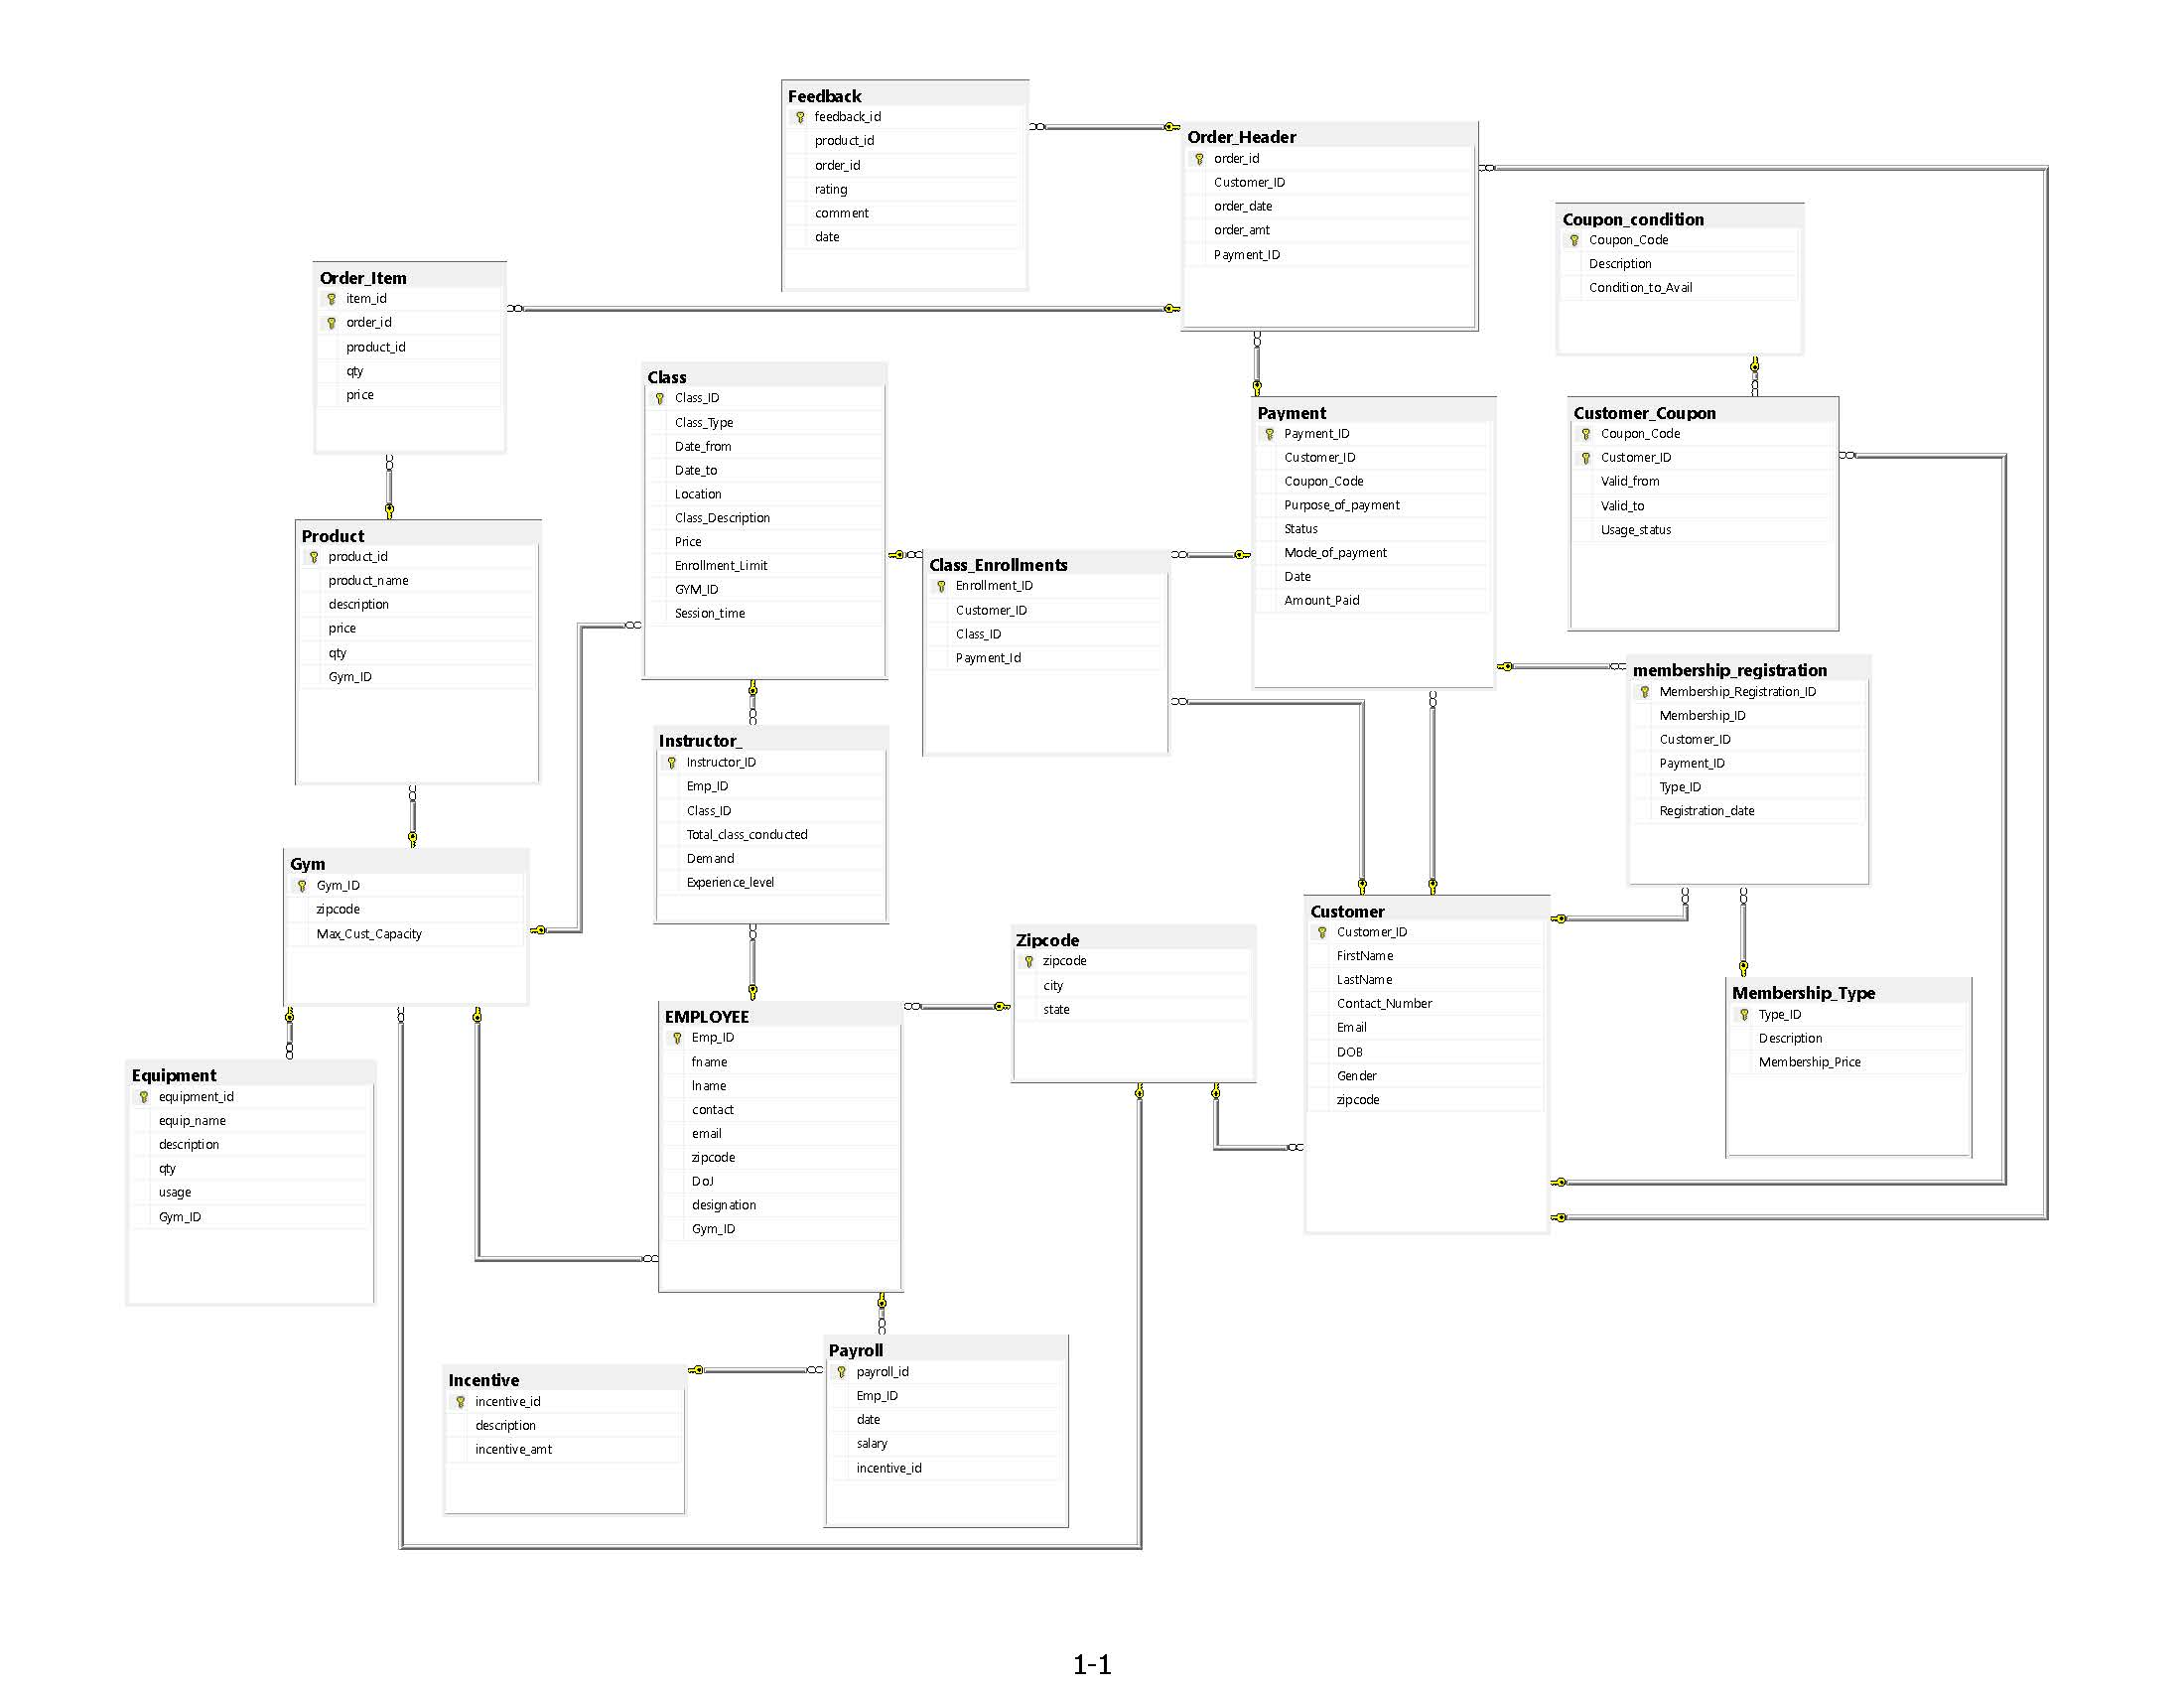 Feedback
feedback_id
product_id
order_id
rating
comment
date
Order_Header
order_id
Customer_ID
order_date
order_amt
Payment_ID
Coupon_condition
Coupon_Code
Description
Condition_to_Avail
Order_Item
item_id
order_id
product_id
qty
price
Class
Class_ID
Class_Type
Date_from
Date_to
Location
Class_Description
Price
Enrollment_Limit
GYM_ID
Session_time
Payment
Payment_ID
Customer_ID
Coupon_Code
Purpose_of_payment
Status
Mode_of_payment
Date
Amount_Paid
Customer_Coupon
Coupon_Code
Customer_ID
Valid_from
Valid_to
Usage_status
Product
product_id
product_name
description
price
qty
Gym_ID
Class_Enrollments
Enrollment_ID
Customer_ID
Class_ID
Payment_Id
membership_registration
Membership_Registration_ID
Membership_ID
Customer_ID
Payment_ID
Type_ID
Registration_date
Instructor_
Instructor_ID
Emp_ID
Class_ID
Total_class_conducted
Demand
Experience_level
Gym
Gym_ID
zipcode
Max_Cust_Capacity
Zipcode
zipcode
city
state
Customer
Customer_ID
FirstName
LastName
Contact_Number
Email
DOB
Gender
zipcode
Membership_Type
Type_ID
Description
Membership_Price
EMPLOYEE
Emp_ID
fname
lname
contact
email
zipcode
DoJ
designation
Gym_ID
Equipment
equipment_id
equip_name
description
qty
usage
Gym_ID
Incentive
incentive_id
description
incentive_amt
Payroll
payroll_id
Emp_ID
date
salary
incentive_id
1-1